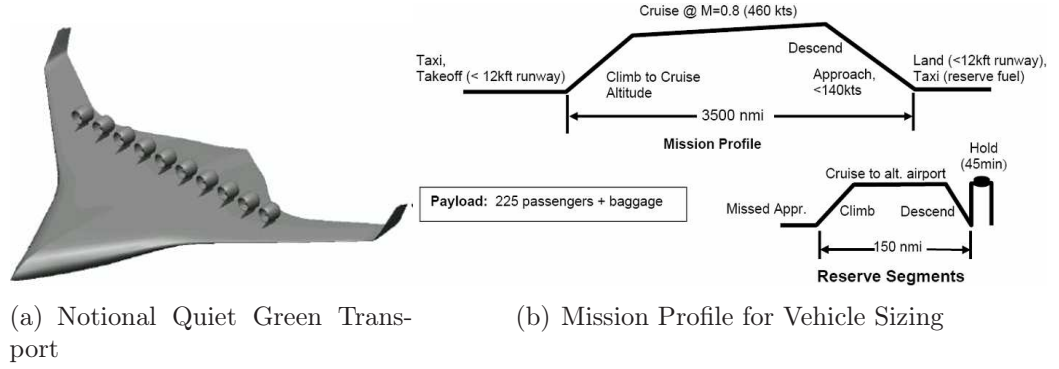 Cruise @ M=0.8 (460 kts)
Taxi,
Takeoff (< 12kft runway)
Climb to Cruise
Altitude
Descend
Approach,
<140kts
Land (<12kft runway),
Taxi (reserve fuel)
3500 nmi
Mission Profile
Payload: 225 passengers + baggage
Hold
(45min)
Cruise to alt. airport
Missed Appr.
Climb
Descend
150 nmi
Reserve Segments
(a) Notional Quiet Green Trans-
port
(b) Mission Profile for Vehicle Sizing